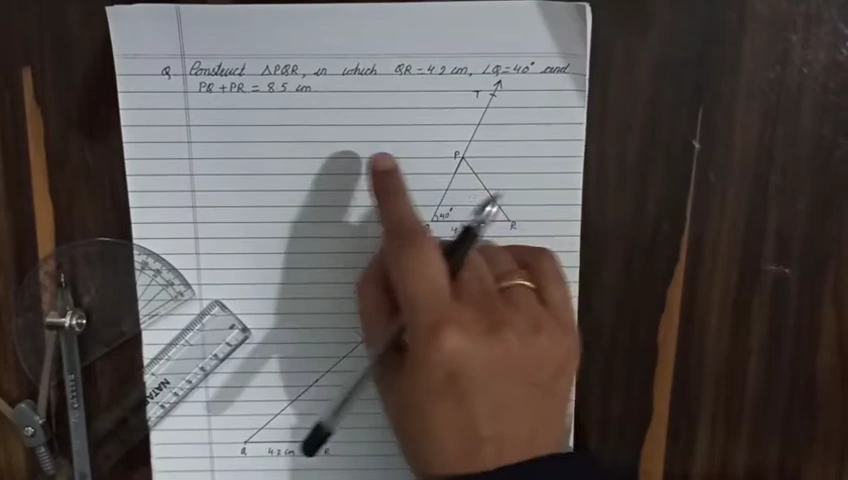 Q Construct ΔPQR, in which QR = 4.2 cm, ∠Q = 40° and
PQ + PR = 8.5 cm
T
P
40°
R
NATA
Q 4.2 cm R